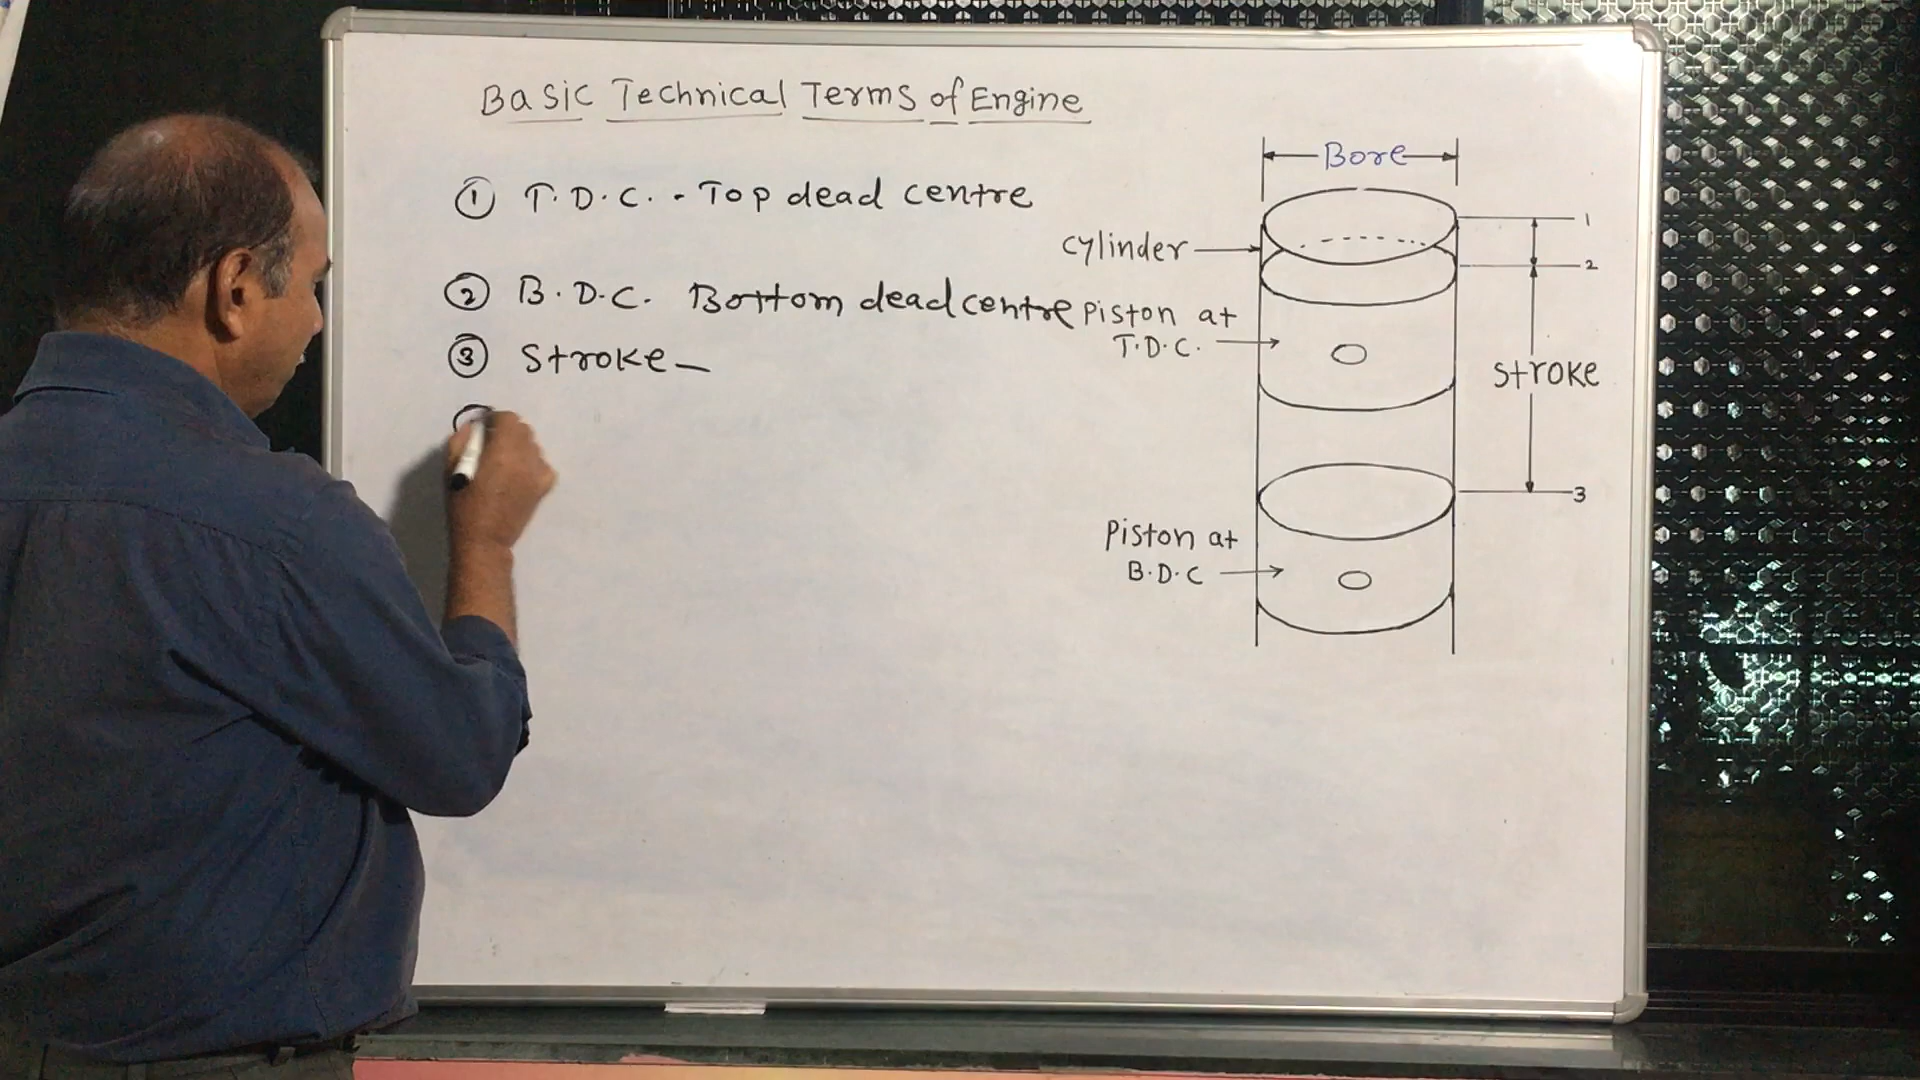 Basic Technical Terms of Engine
① T.D.C. - Top dead centre
② B.D.C. Bottom dead centre
③ Stroke -
Bore
cylinder
Piston at
T.D.C.
Piston at
B.D.C
1
2
Stroke
3